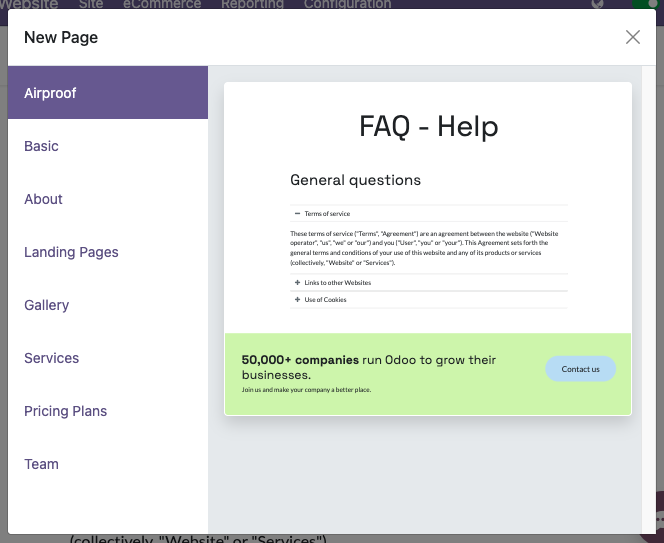 Website Site eCommerce Reporting Configuration
New Page
Airproof
Basic
About
Landing Pages
Gallery
Services
Pricing Plans
Team
FAQ - Help
General questions
Terms of service
These terms of service ("Terms", "Agreement") are an agreement between the website ("Website
operator", "us", "we" or "our") and you ("User", "you" or "your"). This Agreement sets forth the
general terms and conditions of your use of this website and any of its products or services
(collectively, "Website" or "Services").
Links to other Websites
Use of Cookies
50,000+ companies run Odoo to grow their
businesses.
Join us and make your company a better place.
Contact us
(collectively, "Website" or "Services").